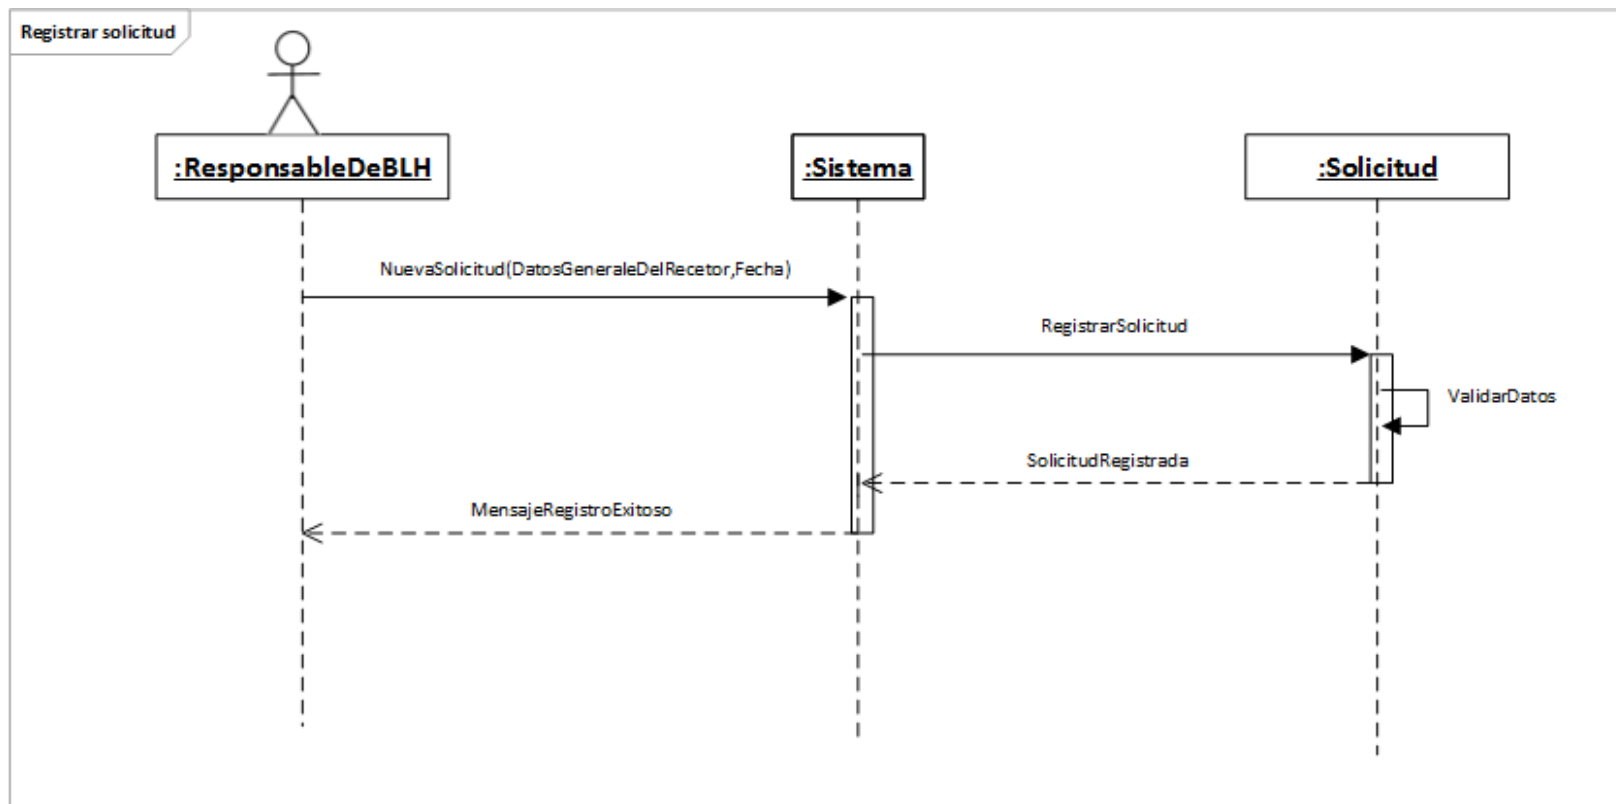 Registrar solicitud
:ResponsableDeBLH
:Sistema
:Solicitud
NuevaSolicitud(DatosGeneraleDelRecetor,Fecha)
RegistrarSolicitud
ValidarDatos
SolicitudRegistrada
MensajeRegistroExitoso